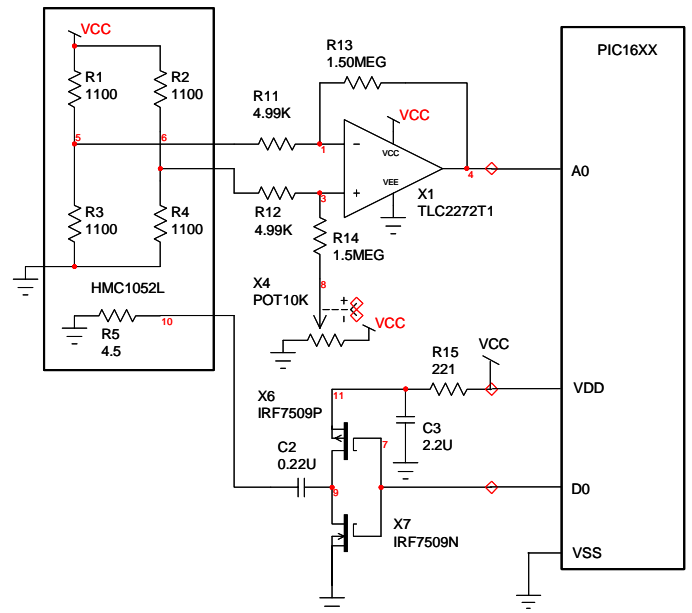 VCC
R1
1100
R2
1100
5
6
R3
1100
R4
1100
HMC1052L
R5
4.5
10
R13
1.50MEG
R11
4.99K
1
VCC
VCC
VEE
4
X1
TLC2272T1
R12
4.99K
3
R14
1.5MEG
X4
POT10K
8
VCC
PIC16XX
A0
R15
221
VCC
VDD
X6
IRF7509P
11
C3
2.2U
C2
0.22U
7
9
D0
X7
IRF7509N
VSS